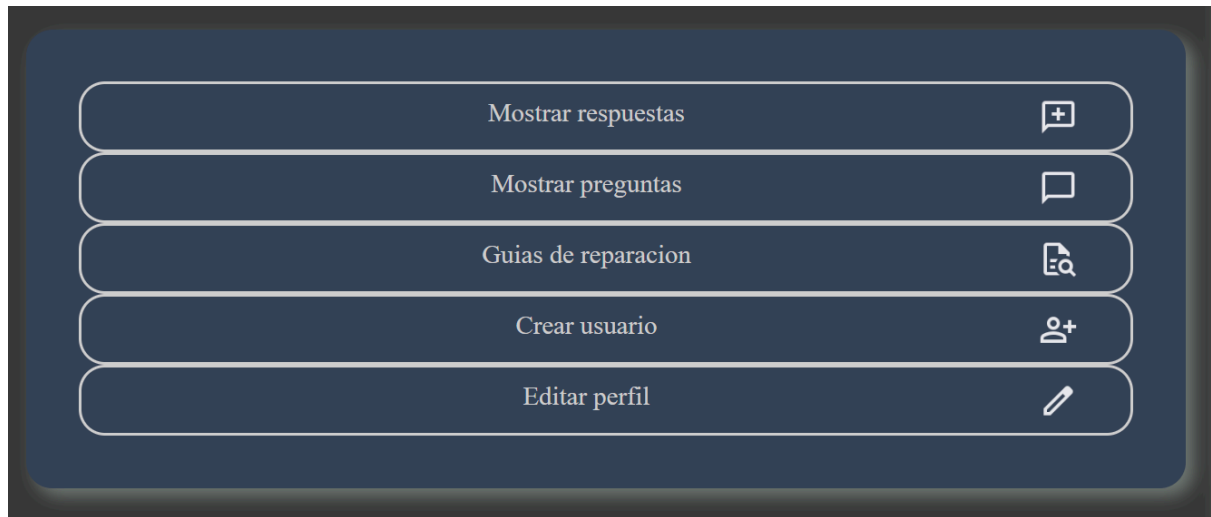 Mostrar respuestas
Mostrar preguntas
Guias de reparacion
Crear usuario
Editar perfil